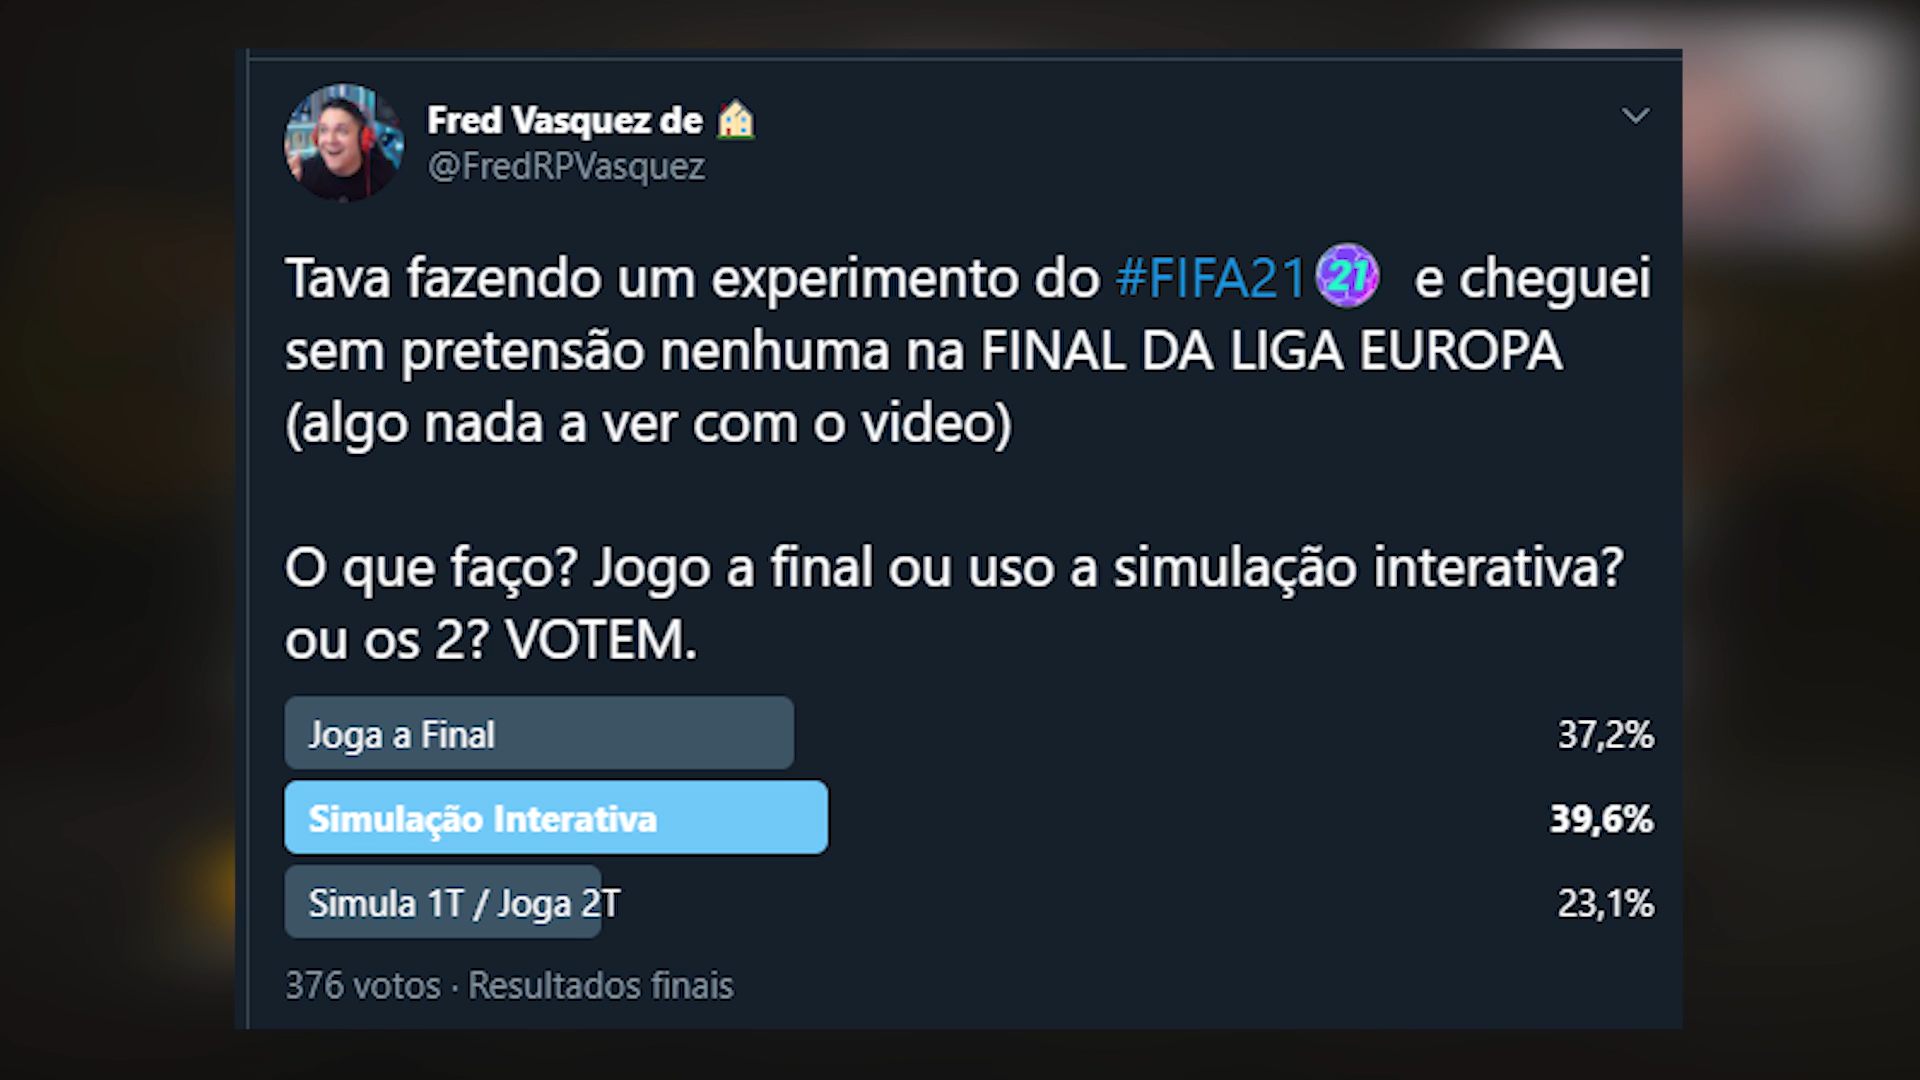 Fred Vasquez de 🏠
@FredRPVasquez
Tava fazendo um experimento do #FIFA21 21 e cheguei
sem pretensão nenhuma na FINAL DA LIGA EUROPA
(algo nada a ver com o video)
O que faço? Jogo a final ou uso a simulação interativa?
ou os 2? VOTEM.
Joga a Final 37,2%
Simulação Interativa 39,6%
Simula 1T / Joga 2T 23,1%
376 votos · Resultados finais